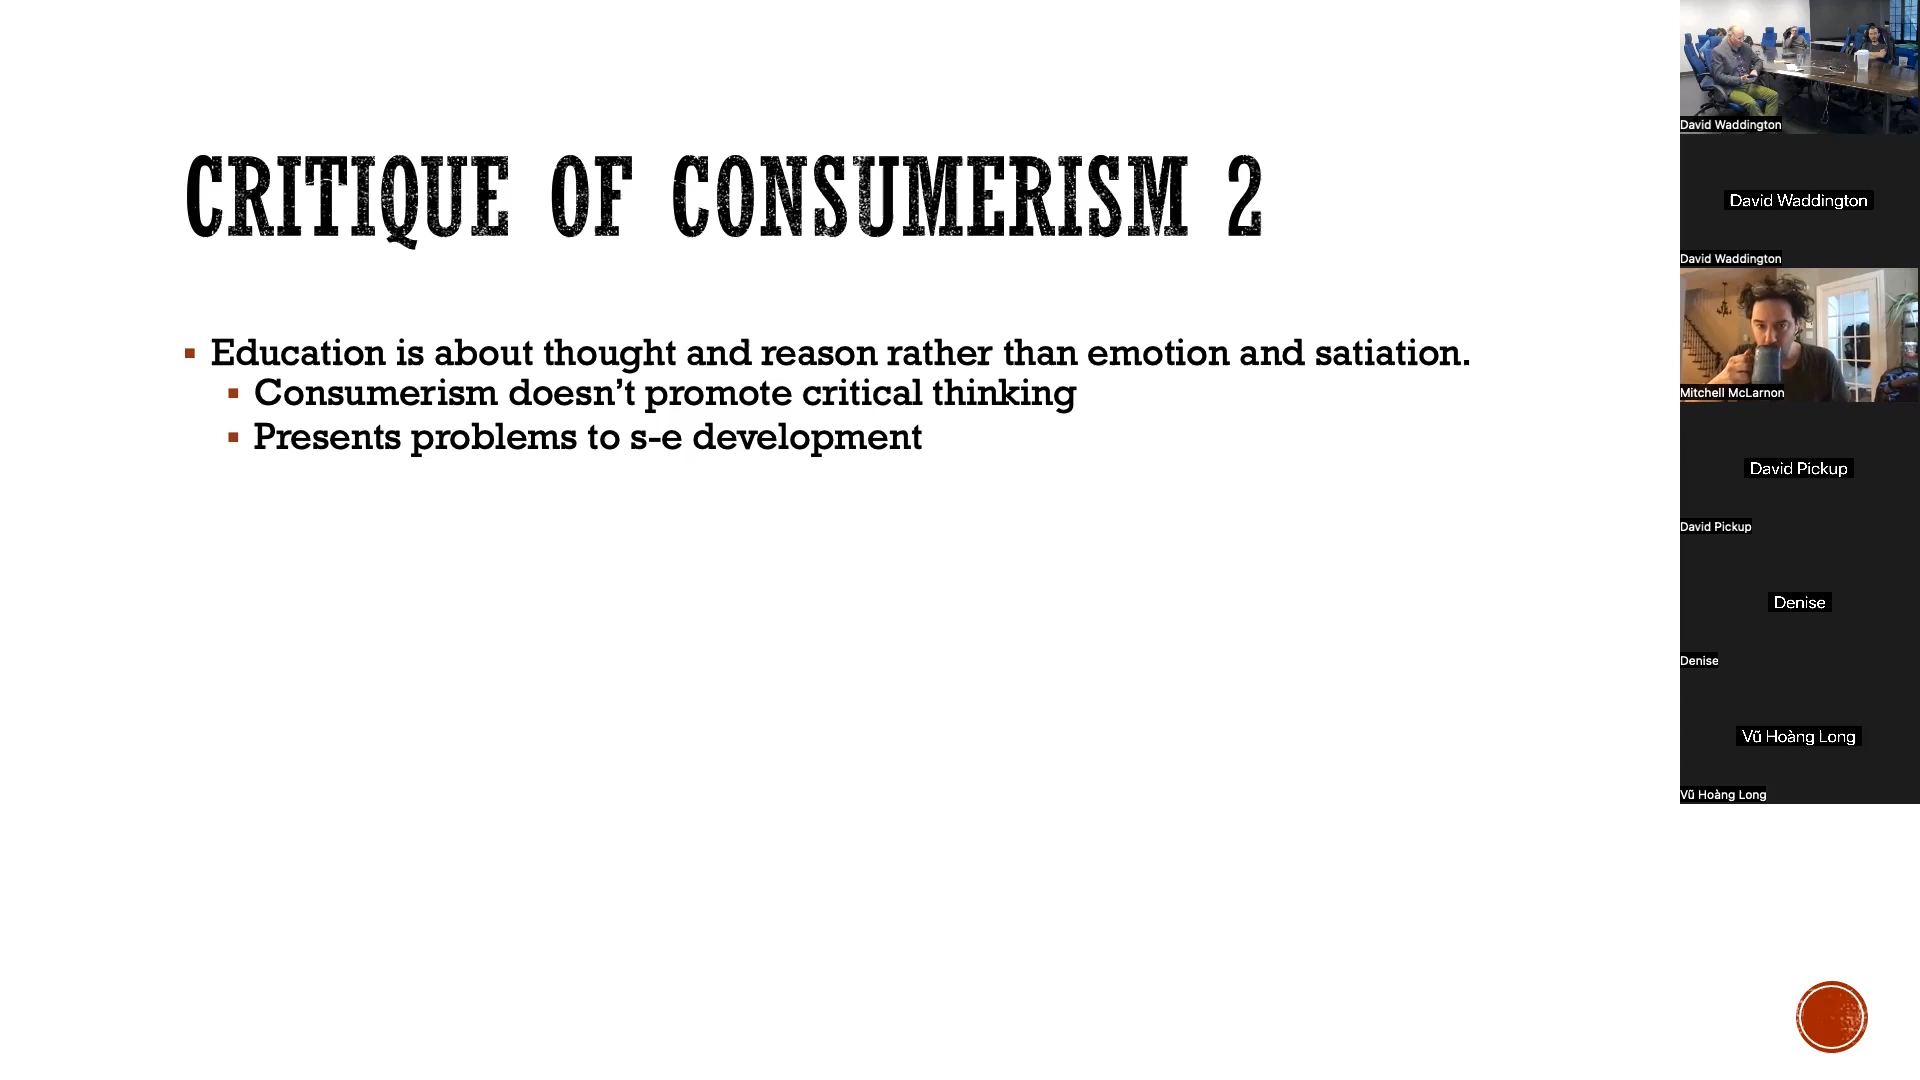 CRITIQUE OF CONSUMERISM 2
Education is about thought and reason rather than emotion and satiation.
Consumerism doesn’t promote critical thinking
Presents problems to s-e development
David Waddington
David Waddington
David Waddington
Mitchell McLarnon
David Pickup
David Pickup
Denise
Denise
Vũ Hoàng Long
Vũ Hoàng Long